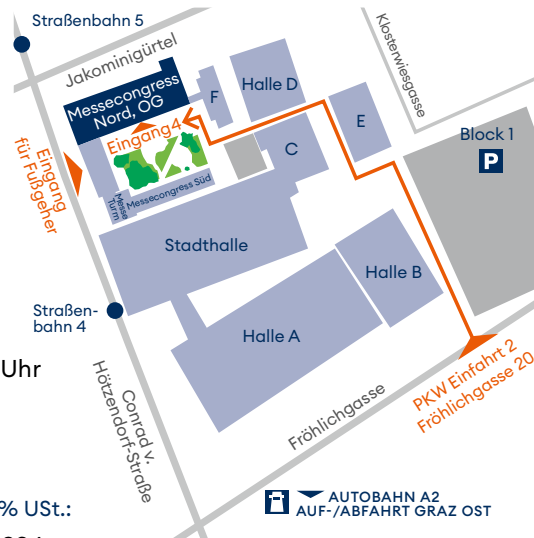 Straßenbahn 5
Jakominigürtel
Klosterwiesgasse
Messecongress
Nord, OG
F
Halle D
E
Block 1
P
Eingang4
C
Eingang
für Fußgeher
Messe
Turm
Messecongress Süd
Stadthalle
Halle B
Straßen-
bahn 4
Halle A
Uhr
PKW Einfahrt 2
Fröhlichgasse 20
Conrad v.
Hötzendorf-Straße
Fröhlichgasse
AUTOBAHN A2
AUF-/ABFAHRT GRAZ OST
% USt.: